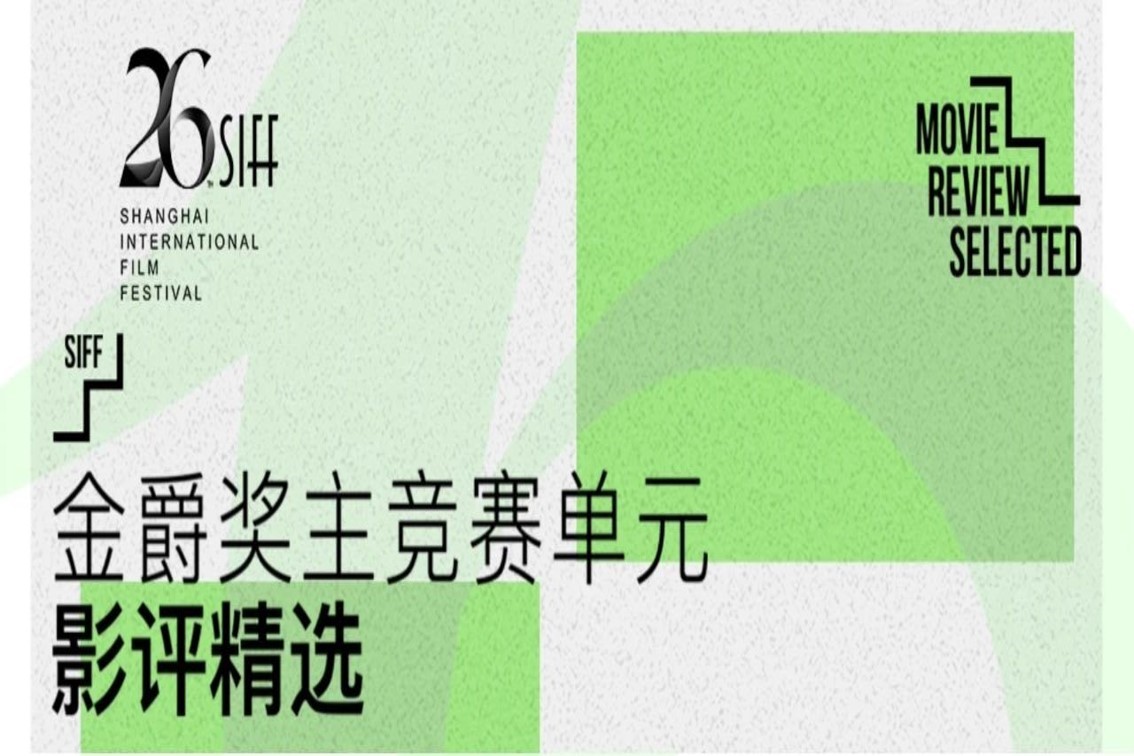 26 SIFF
SHANGHAI
INTERNATIONAL
FILM
FESTIVAL
MOVIE
REVIEW
SELECTED
SIFF
金爵奖主竞赛单元
影评精选